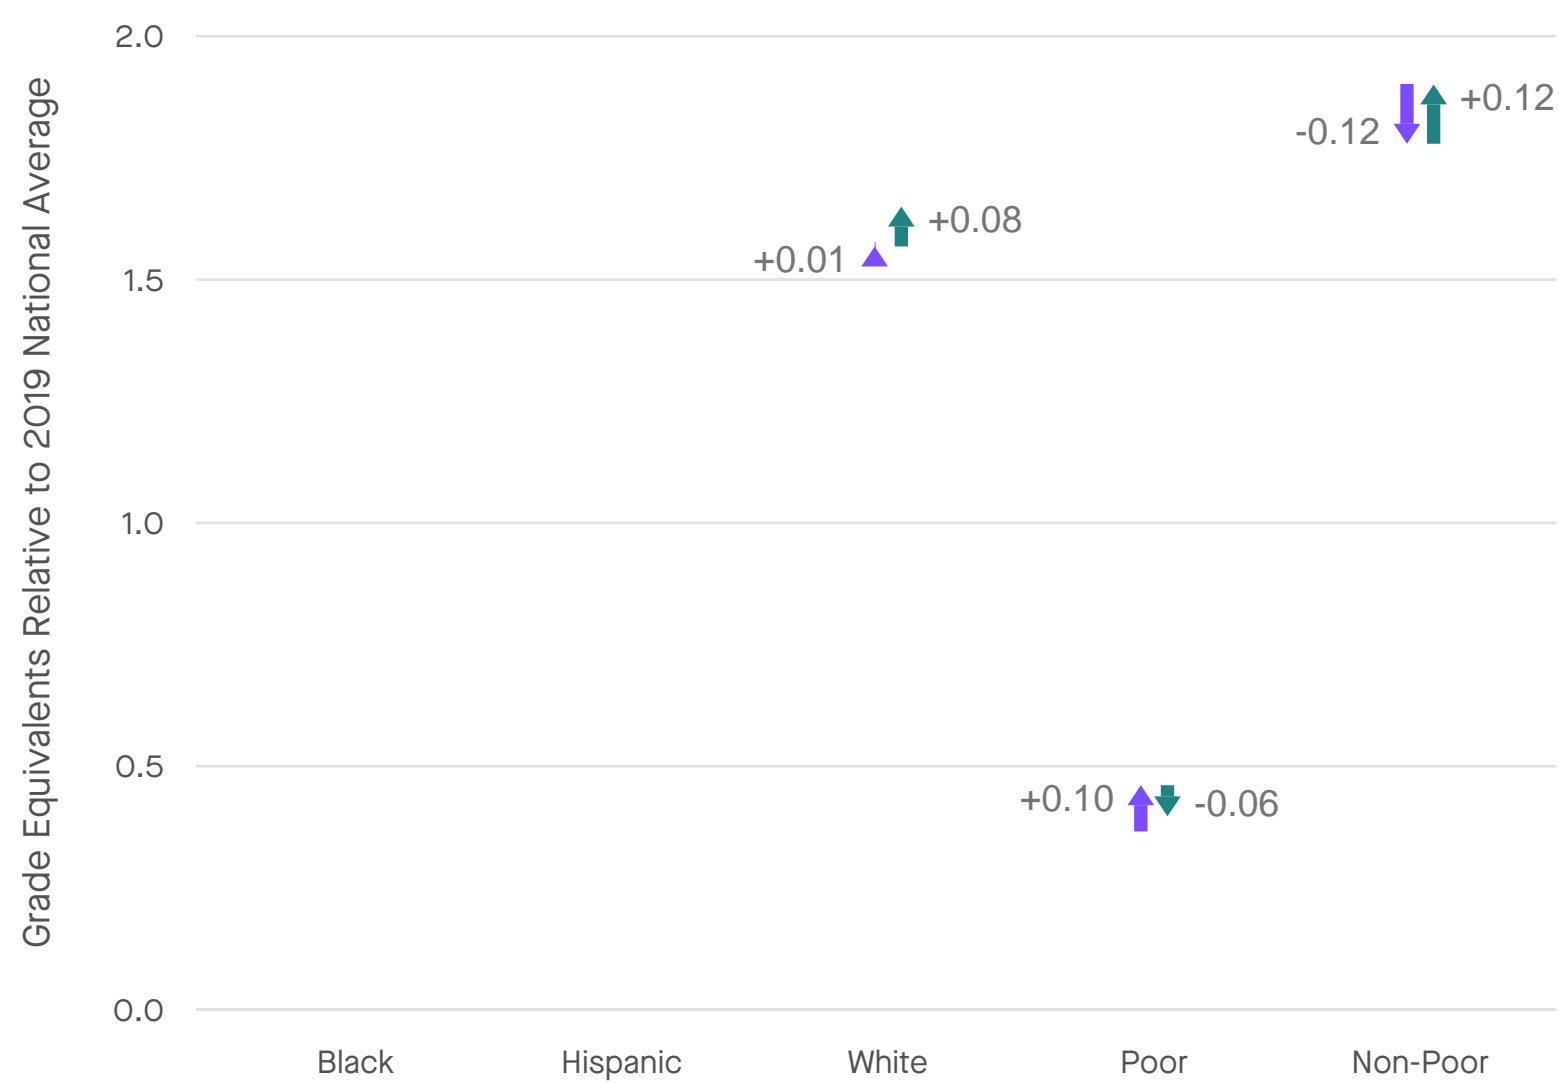 Grade Equivalents Relative to 2019 National Average
2.0
+0.12
-0.12
+0.08
+0.01
1.5
1.0
0.5
+0.10
-0.06
0.0
Black
Hispanic
White
Poor
Non-Poor